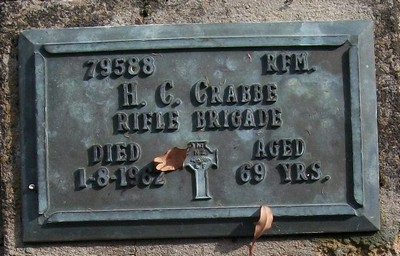 79588 RFM.
H. C. CRABBE
RIFLE BRIGADE
DIED AGED
1-8-1962 69 YRS.